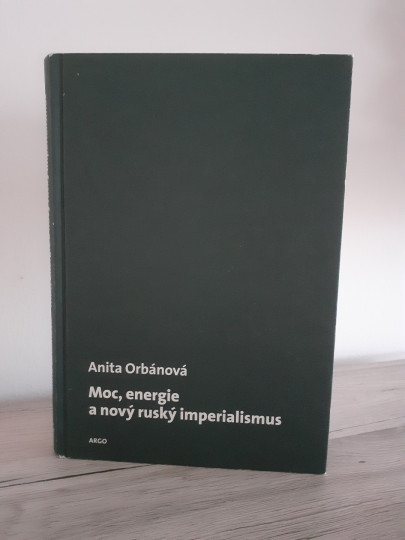 Anita Orbánová
Moc, energie
a nový ruský imperialismus
ARGO